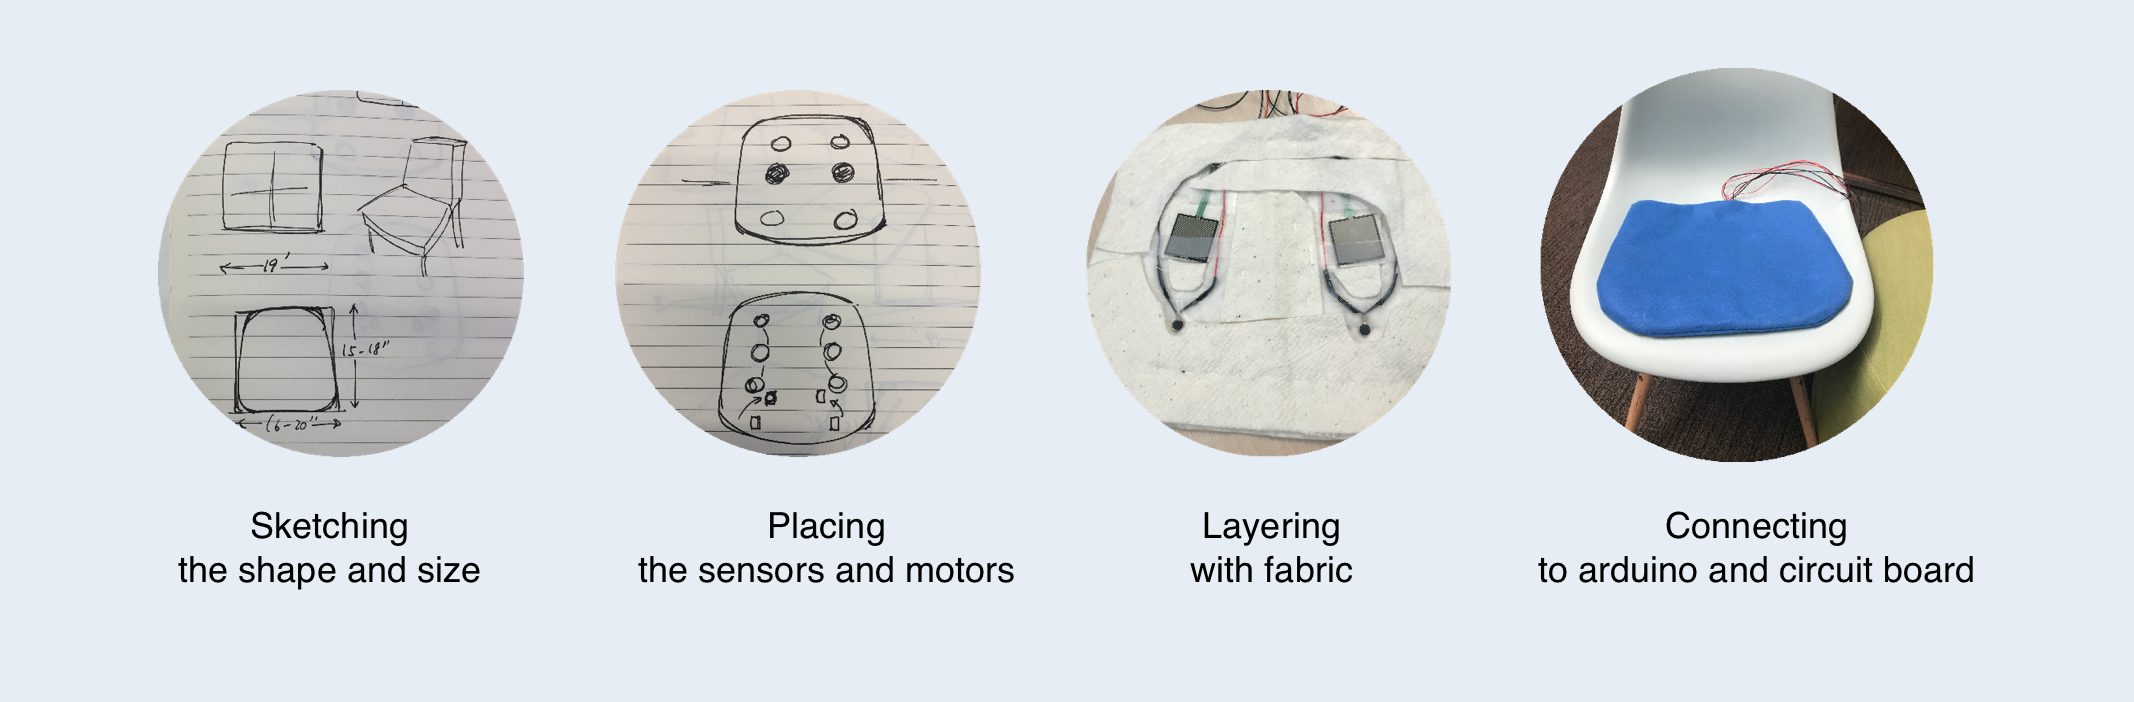 19'
15-18"
16-20"
Sketching
the shape and size
Placing
the sensors and motors
Layering
with fabric
Connecting
to arduino and circuit board